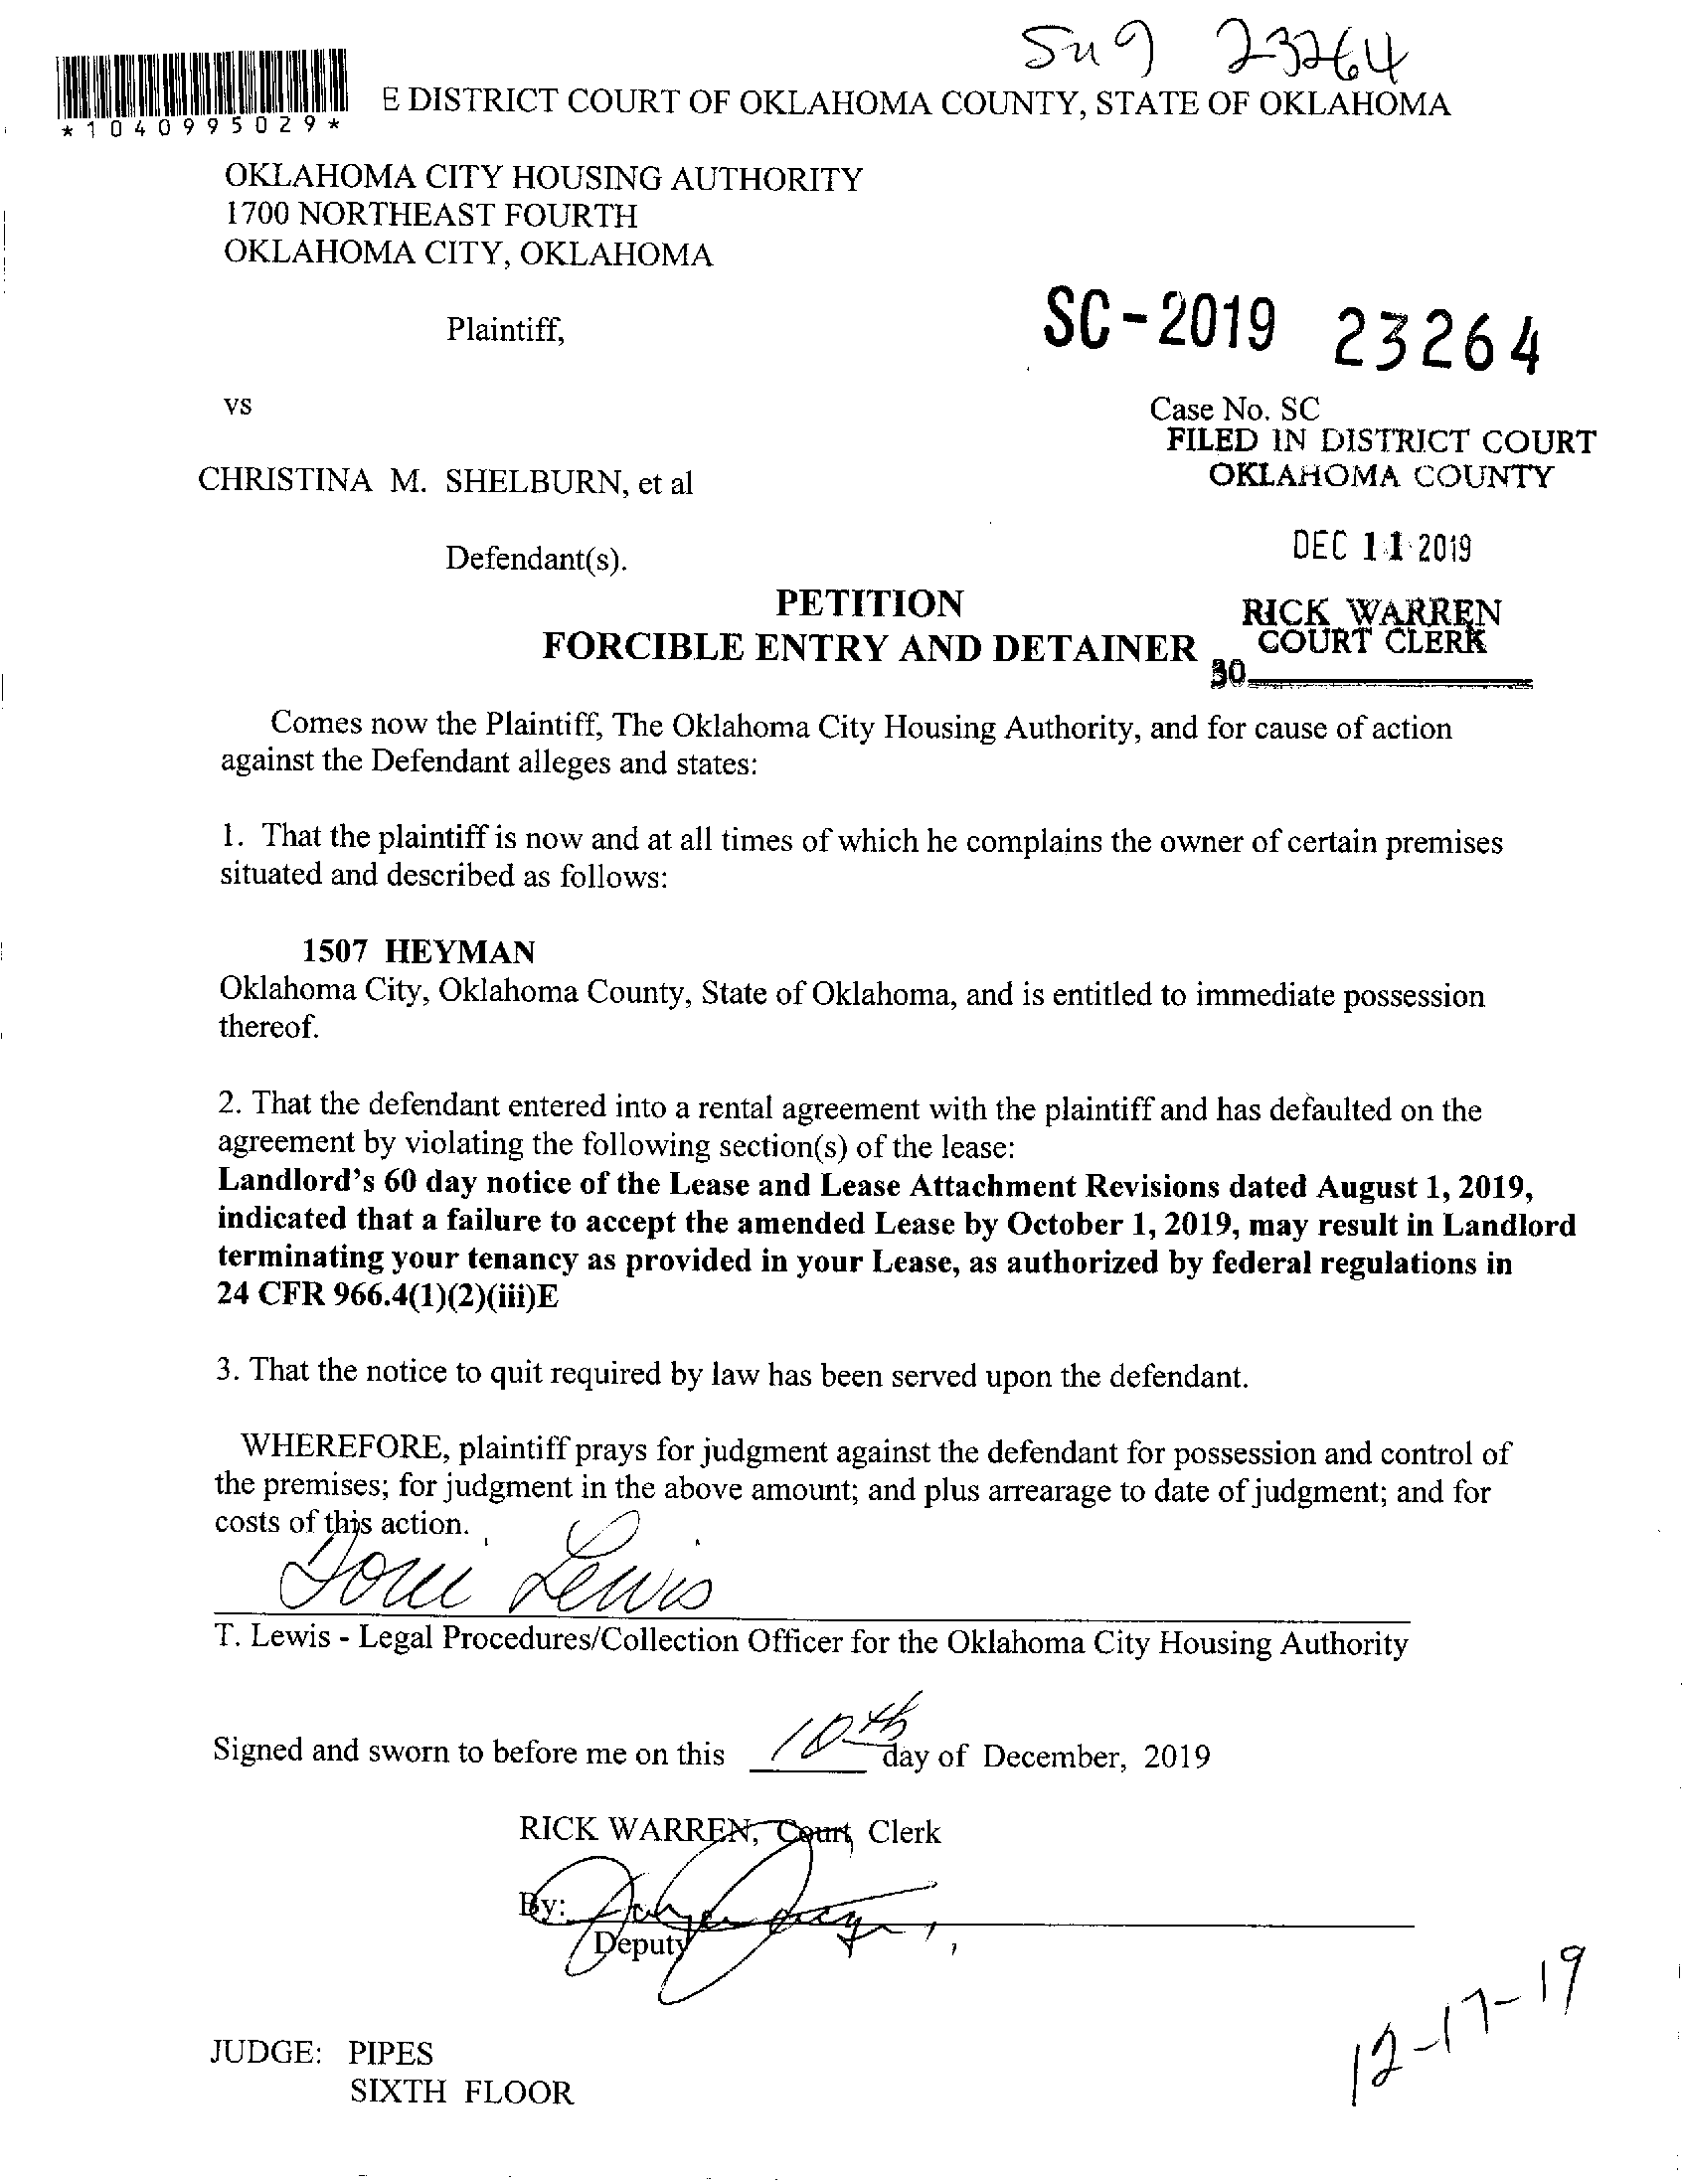 Su 9 23264
*1040995029*
E DISTRICT COURT OF OKLAHOMA COUNTY, STATE OF OKLAHOMA
OKLAHOMA CITY HOUSING AUTHORITY
1700 NORTHEAST FOURTH
OKLAHOMA CITY, OKLAHOMA
Plaintiff,
SC-2019 23264
vs
Case No. SC
FILED IN DISTRICT COURT
OKLAHOMA COUNTY
CHRISTINA M. SHELBURN, et al
DEC 11 2019
Defendant(s).
PETITION
RICK WARREN
COURT CLERK
FORCIBLE ENTRY AND DETAINER
30
Comes now the Plaintiff, The Oklahoma City Housing Authority, and for cause of action
against the Defendant alleges and states:
1. That the plaintiff is now and at all times of which he complains the owner of certain premises
situated and described as follows:
1507 HEYMAN
Oklahoma City, Oklahoma County, State of Oklahoma, and is entitled to immediate possession
thereof.
2. That the defendant entered into a rental agreement with the plaintiff and has defaulted on the
agreement by violating the following section(s) of the lease:
Landlord's 60 day notice of the Lease and Lease Attachment Revisions dated August 1, 2019,
indicated that a failure to accept the amended Lease by October 1, 2019, may result in Landlord
terminating your tenancy as provided in your Lease, as authorized by federal regulations in
24 CFR 966.4(1)(2)(iii)E
3. That the notice to quit required by law has been served upon the defendant.
WHEREFORE, plaintiff prays for judgment against the defendant for possession and control of
the premises; for judgment in the above amount; and plus arrearage to date of judgment; and for
costs of this action.
Lewis
T. Lewis - Legal Procedures/Collection Officer for the Oklahoma City Housing Authority
Signed and sworn to before me on this 10th day of December, 2019
RICK WARREN, Court Clerk
By:
Deputy
12-17-19
JUDGE: PIPES
SIXTH FLOOR